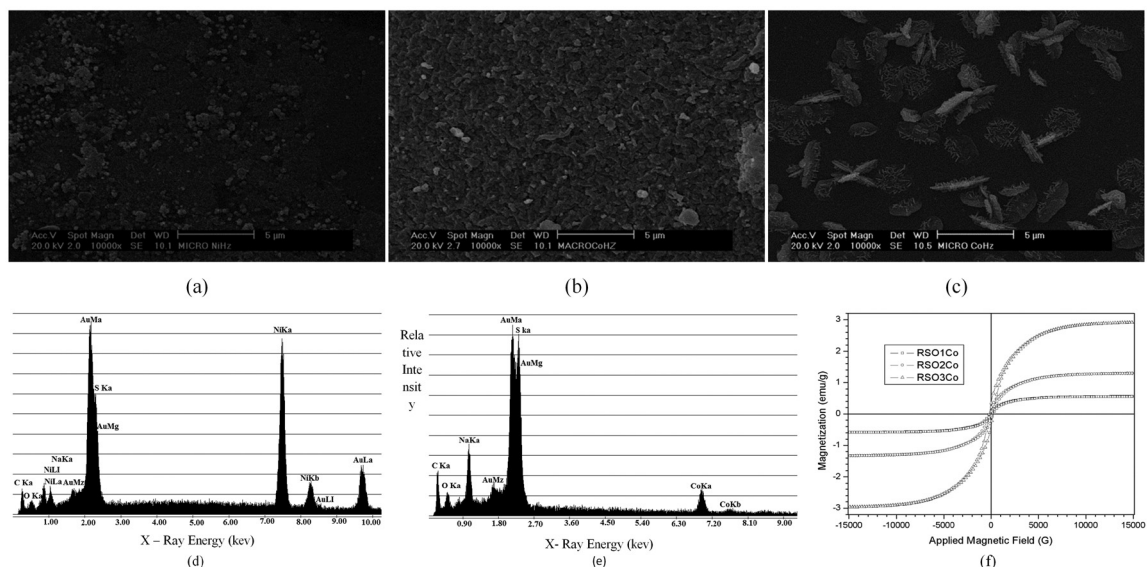 Acc.V Spot Magn Det WD 5 µm
20.0 kV 2.0 10000x SE 10.1 MICRO NiHz
Acc.V Spot Magn Det WD 5 µm
20.0 kV 2.7 10000x SE 10.1 MACROCoHZ
Acc.V Spot Magn Det WD 5 µm
20.0 kV 2.0 10000x SE 10.5 MICRO CoHz
(a)
(b)
(c)
AuMa
NiKa
S Ka
AuMg
NaKa
NiLI
AuLa
C Ka
NiLa
AuMz
NiKb
O Ka
AuLI
1.00 2.00 3.00 4.00 5.00 6.00 7.00 8.00 9.00 10.00
X – Ray Energy (kev)
(d)
Rela
tive
Inte
nsit
y
AuMa
S ka
AuMg
NaKa
C Ka
O Ka
AuMz
CoKa
CoKb
0.90 1.80 2.70 3.60 4.50 5.40 6.30 7.20 8.10 9.00
X- Ray Energy (kev)
(e)
Magnetization (emu/g)
3
2
1
0
-1
-2
-3
RSO1Co
RSO2Co
RSO3Co
-15000 -10000 -5000 0 5000 10000 15000
Applied Magnetic Field (G)
(f)